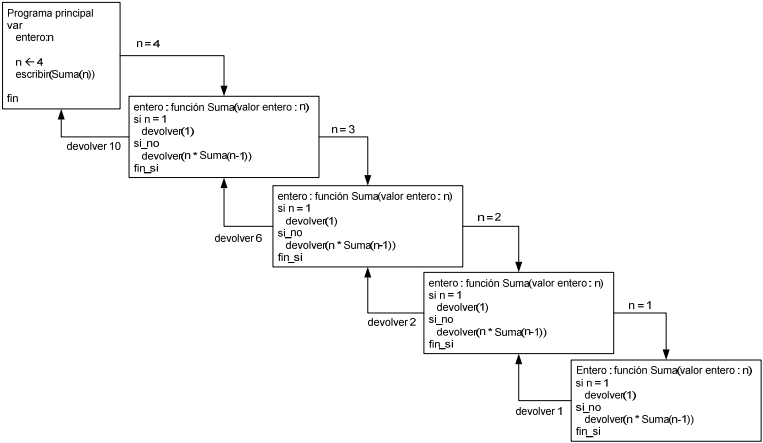 Programa principal
var
entero:n
n ← 4
escribir(Suma(n))
fin
n = 4
entero : función Suma(valor entero : n)
si n = 1
devolver(1)
si_no
devolver(n * Suma(n-1))
fin_si
devolver 10
n = 3
entero : función Suma(valor entero : n)
si n = 1
devolver(1)
si_no
devolver(n * Suma(n-1))
fin_si
devolver 6
n = 2
entero : función Suma(valor entero : n)
si n = 1
devolver(1)
si_no
devolver(n * Suma(n-1))
fin_si
devolver 2
n = 1
Entero : función Suma(valor entero : n)
si n = 1
devolver(1)
si_no
devolver(n * Suma(n-1))
fin_si
devolver 1